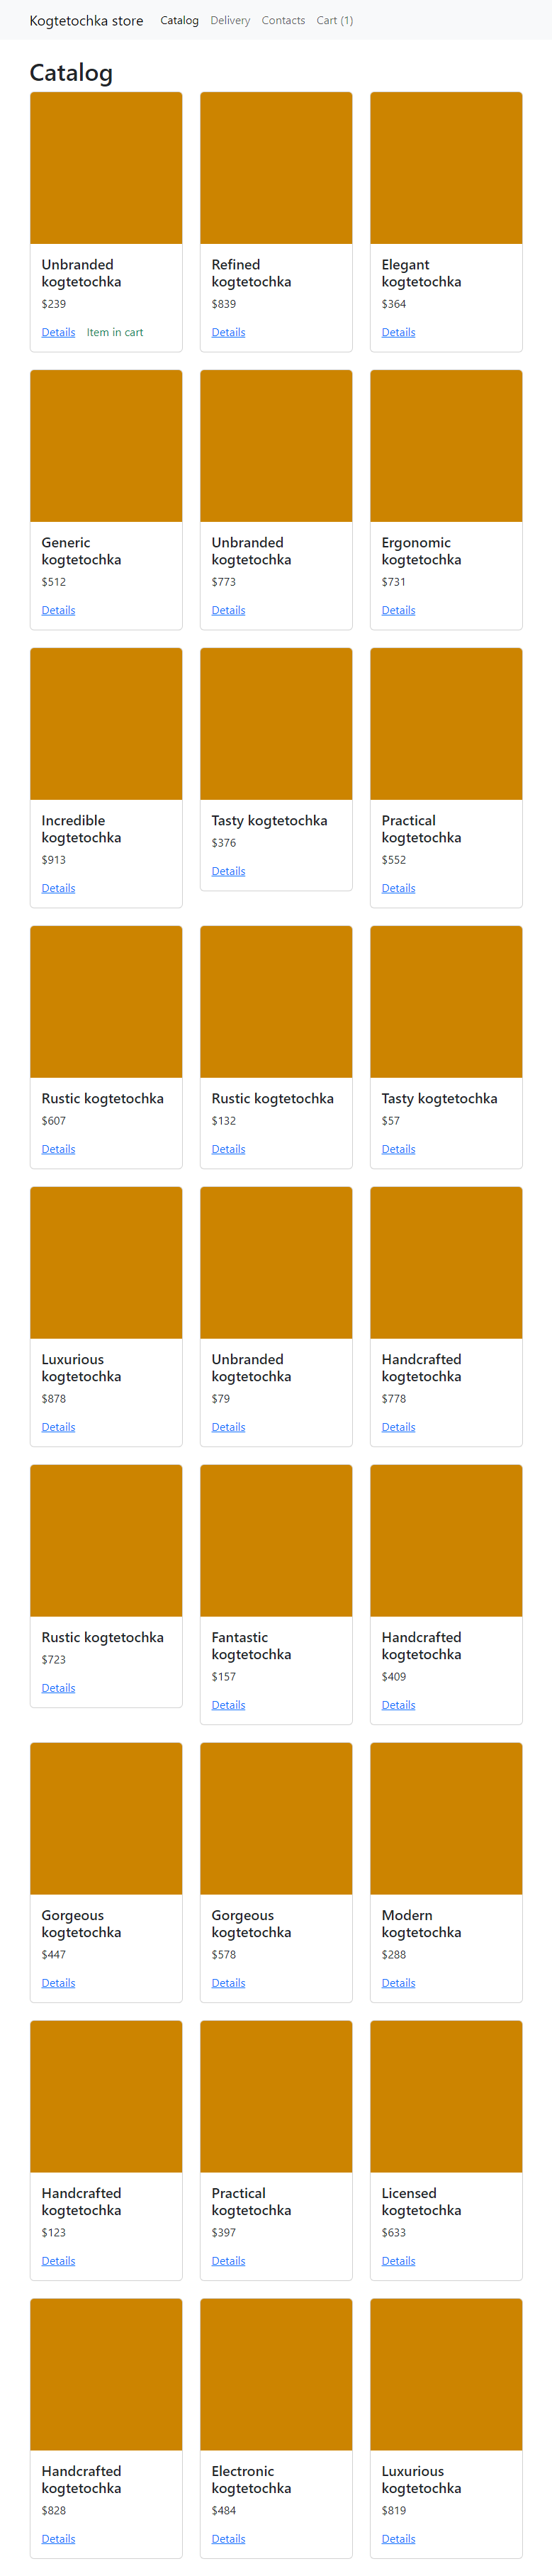 Kogtetochka store Catalog Delivery Contacts Cart (1)
Catalog
Unbranded
kogtetochka
$239
Details Item in cart
Refined
kogtetochka
$839
Details
Elegant
kogtetochka
$364
Details
Generic
kogtetochka
$512
Details
Unbranded
kogtetochka
$773
Details
Ergonomic
kogtetochka
$731
Details
Incredible
kogtetochka
$913
Details
Tasty kogtetochka
$376
Details
Practical
kogtetochka
$552
Details
Rustic kogtetochka
$607
Details
Rustic kogtetochka
$132
Details
Tasty kogtetochka
$57
Details
Luxurious
kogtetochka
$878
Details
Unbranded
kogtetochka
$79
Details
Handcrafted
kogtetochka
$778
Details
Rustic kogtetochka
$723
Details
Fantastic
kogtetochka
$157
Details
Handcrafted
kogtetochka
$409
Details
Gorgeous
kogtetochka
$447
Details
Gorgeous
kogtetochka
$578
Details
Modern
kogtetochka
$288
Details
Handcrafted
kogtetochka
$123
Details
Practical
kogtetochka
$397
Details
Licensed
kogtetochka
$633
Details
Handcrafted
kogtetochka
$828
Details
Electronic
kogtetochka
$484
Details
Luxurious
kogtetochka
$819
Details